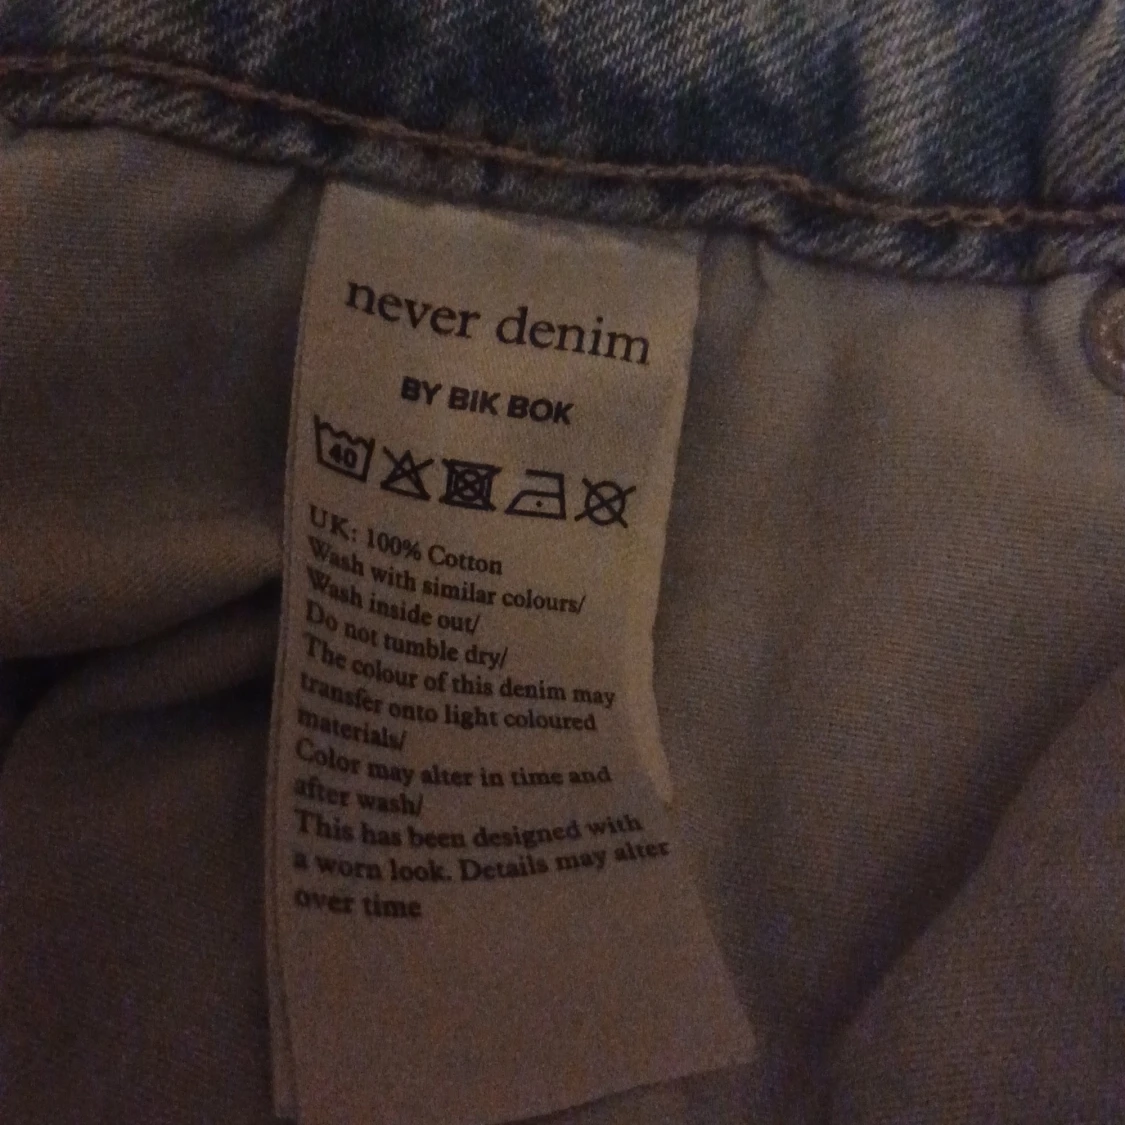 never denim
BY BIK BOK
40
UK: 100% Cotton
Wash with similar colours/
Wash inside out/
Do not tumble dry/
The colour of this denim may
transfer onto light coloured
materials/
Color may alter in time and
after wash/
This has been designed with
a worn look. Details may alter
over time